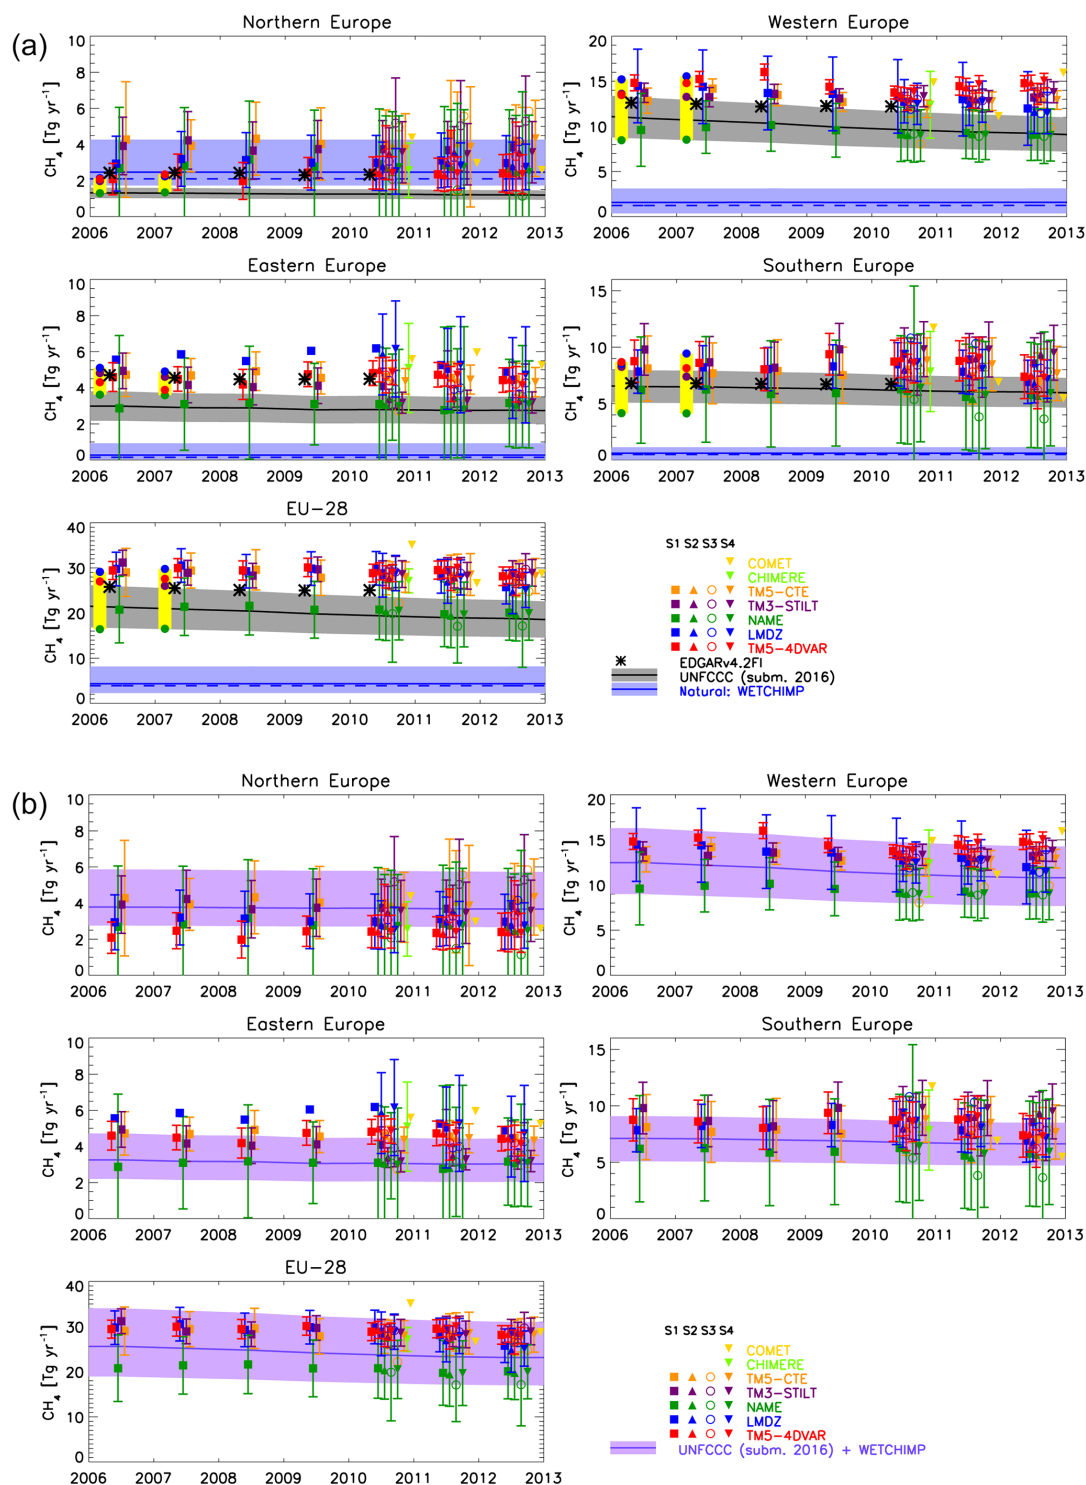 (a)
Northern Europe
CH4 [Tg yr-1]
10
8
6
4
2
0
2006 2007 2008 2009 2010 2011 2012 2013
Western Europe
CH4 [Tg yr-1]
20
15
10
5
0
2006 2007 2008 2009 2010 2011 2012 2013
Eastern Europe
CH4 [Tg yr-1]
10
8
6
4
2
0
2006 2007 2008 2009 2010 2011 2012 2013
Southern Europe
CH4 [Tg yr-1]
15
10
5
0
2006 2007 2008 2009 2010 2011 2012 2013
EU-28
CH4 [Tg yr-1]
40
30
20
10
0
2006 2007 2008 2009 2010 2011 2012 2013
S1 S2 S3 S4
COMET
CHIMERE
TM5-CTE
TM3-STILT
NAME
LMDZ
TM5-4DVAR
EDGARv4.2FI
UNFCCC (subm. 2016)
Natural: WETCHIMP
(b)
Northern Europe
CH4 [Tg yr-1]
10
8
6
4
2
0
2006 2007 2008 2009 2010 2011 2012 2013
Western Europe
CH4 [Tg yr-1]
20
15
10
5
0
2006 2007 2008 2009 2010 2011 2012 2013
Eastern Europe
CH4 [Tg yr-1]
10
8
6
4
2
0
2006 2007 2008 2009 2010 2011 2012 2013
Southern Europe
CH4 [Tg yr-1]
15
10
5
0
2006 2007 2008 2009 2010 2011 2012 2013
EU-28
CH4 [Tg yr-1]
40
30
20
10
0
2006 2007 2008 2009 2010 2011 2012 2013
S1 S2 S3 S4
COMET
CHIMERE
TM5-CTE
TM3-STILT
NAME
LMDZ
TM5-4DVAR
UNFCCC (subm. 2016) + WETCHIMP